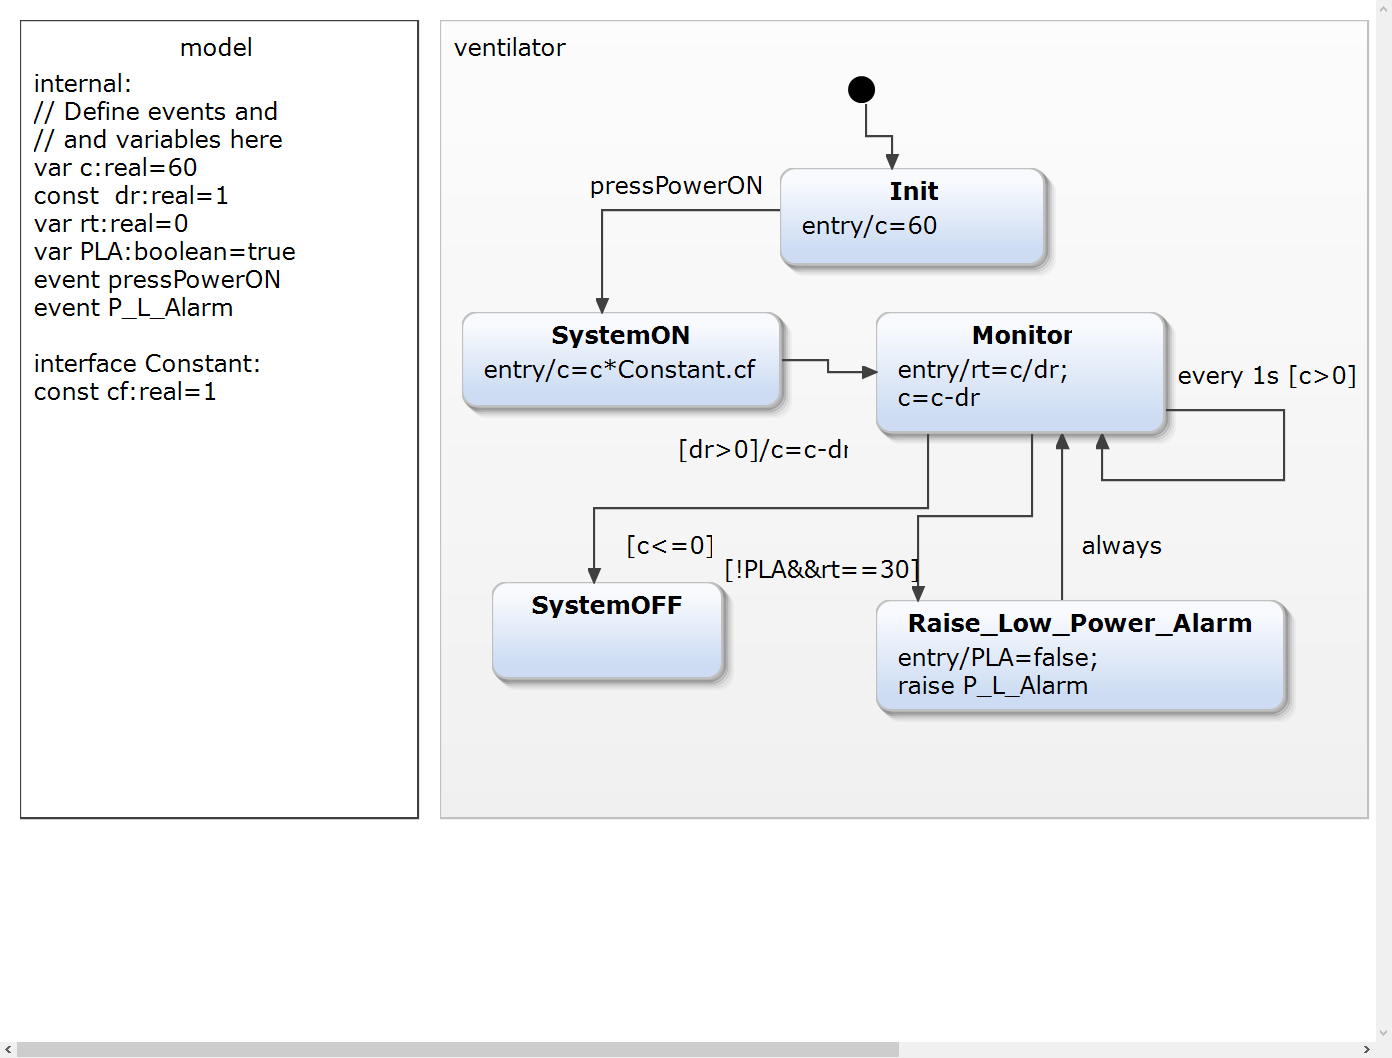 model
internal:
// Define events and
// and variables here
var c:real=60
const  dr:real=1
var rt:real=0
var PLA:boolean=true
event pressPowerON
event P_L_Alarm
interface Constant:
const cf:real=1
ventilator
Init
entry/c=60
pressPowerON
SystemON
entry/c=c*Constant.cf
Monitor
entry/rt=c/dr;
c=c-dr
every 1s [c>0]
[dr>0]/c=c-dr
[c<=0]
[!PLA&&rt==30]
always
SystemOFF
Raise_Low_Power_Alarm
entry/PLA=false;
raise P_L_Alarm